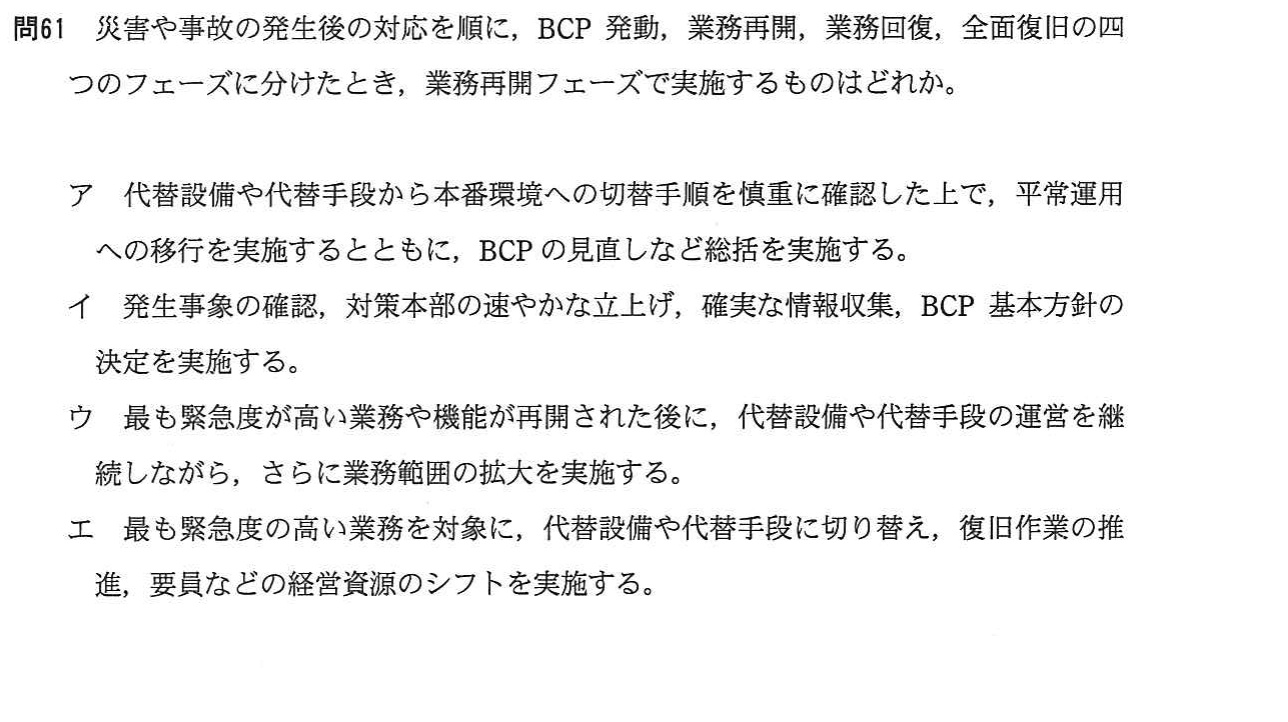 問61 災害や事故の発生後の対応を順に，BCP 発動，業務再開，業務回復，全面復旧の四
つのフェーズに分けたとき，業務再開フェーズで実施するものはどれか。
ア 代替設備や代替手段から本番環境への切替手順を慎重に確認した上で，平常運用
への移行を実施するとともに，BCP の見直しなど総括を実施する。
イ 発生事象の確認，対策本部の速やかな立上げ，確実な情報収集，BCP 基本方針の
決定を実施する。
ウ 最も緊急度が高い業務や機能が再開された後に，代替設備や代替手段の運営を継
続しながら，さらに業務範囲の拡大を実施する。
エ 最も緊急度の高い業務を対象に，代替設備や代替手段に切り替え，復旧作業の推
進，要員などの経営資源のシフトを実施する。